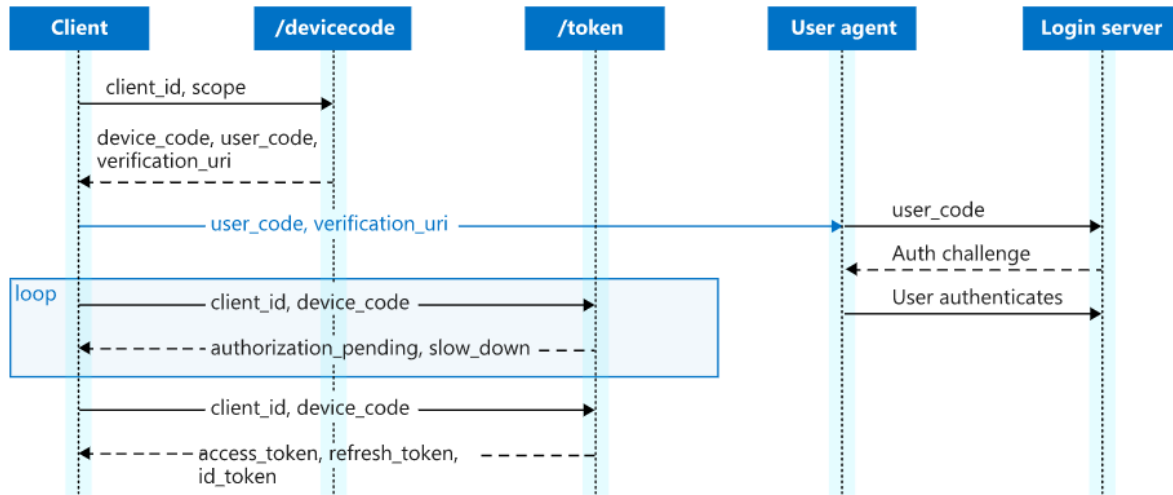 Client
/devicecode
/token
User agent
Login server
client_id, scope
device_code, user_code,
verification_uri
user_code, verification_uri
user_code
Auth challenge
loop
client_id, device_code
User authenticates
authorization_pending, slow_down
client_id, device_code
access_token, refresh_token,
id_token